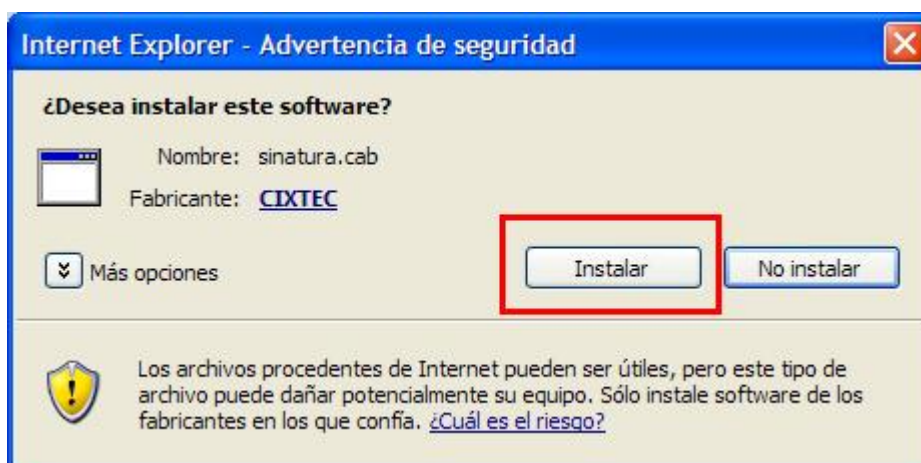 Internet Explorer - Advertencia de seguridad
¿Desea instalar este software?
Nombre: sinatura.cab
Fabricante: CIXTEC
Más opciones
Instalar
No instalar
Los archivos procedentes de Internet pueden ser útiles, pero este tipo de
archivo puede dañar potencialmente su equipo. Sólo instale software de los
fabricantes en los que confía. ¿Cuál es el riesgo?